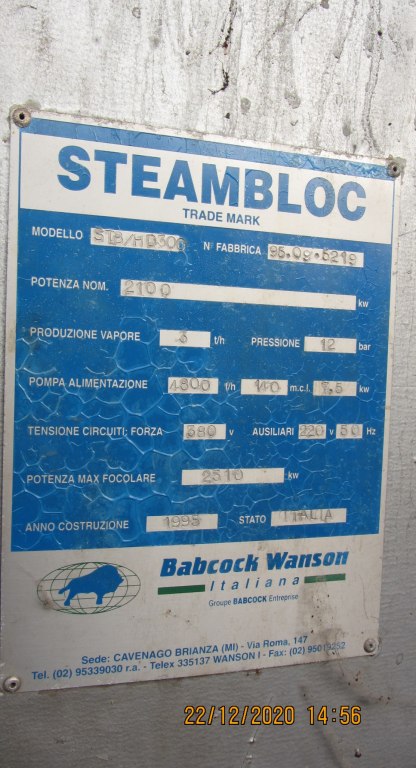 STEAMBLOC
TRADE MARK
MODELLO STB/HD300 N° FABBRICA 95.09.5219
POTENZA NOM. 2100 kw
PRODUZIONE VAPORE 3 t/h PRESSIONE 12 bar
POMPA ALIMENTAZIONE 4800 l/h 140 m.c.l. 7,5 kw
TENSIONE CIRCUITI: FORZA 380 v AUSILIARI 220 v 50 Hz
POTENZA MAX FOCOLARE 2310 kw
ANNO COSTRUZIONE 1995 STATO ITALIA
Babcock Wanson
Italiana
Groupe BABCOCK Entreprise
Sede: CAVENAGO BRIANZA (MI) - Via Roma, 147
Tel. (02) 95339030 r.a. - Telex 335137 WANSON I - Fax: (02)
22/12/2020 14:56